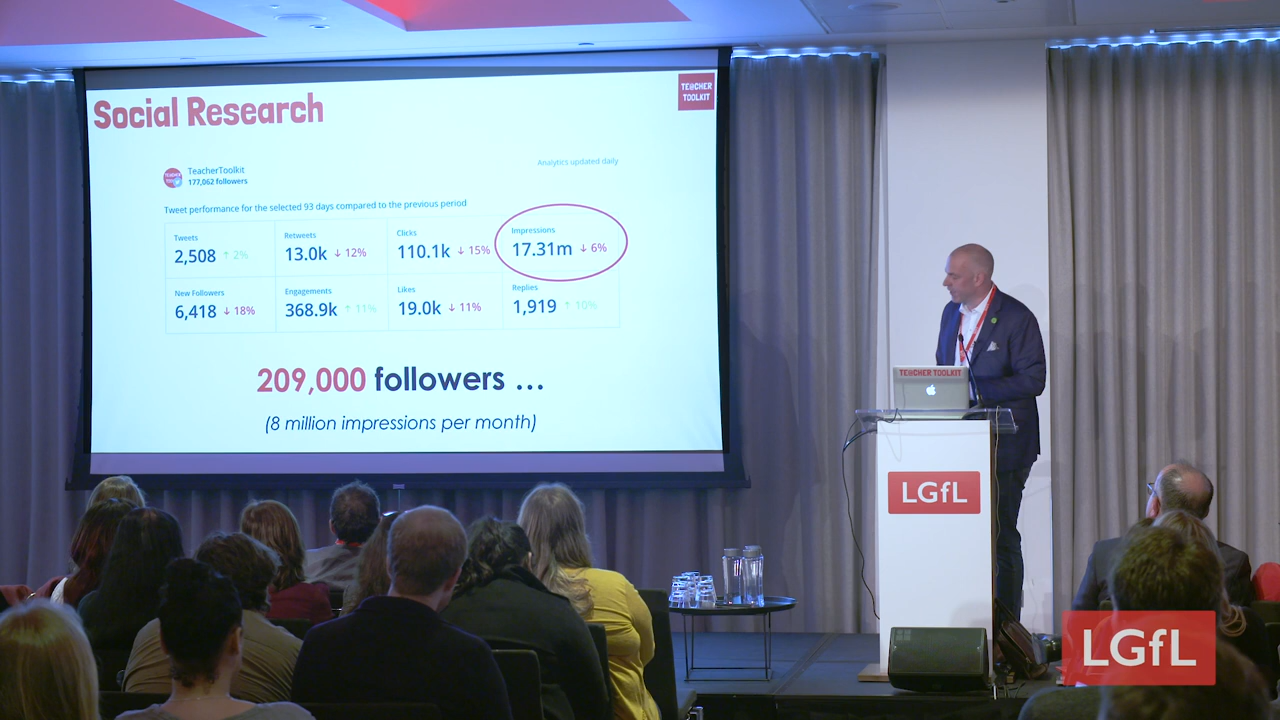 Social Research
TE@CHER
TOOLKIT
TeacherToolkit
177,062 followers
Analytics updated daily
Tweet performance for the selected 93 days compared to the previous period
Tweets
2,508 ↑ 2%
Retweets
13.0k ↓ 12%
Clicks
110.1k ↓ 15%
Impressions
17.31m ↓ 6%
New Followers
6,418 ↓ 18%
Engagements
368.9k ↑ 11%
Likes
19.0k ↓ 11%
Replies
1,919 ↑ 10%
209,000 followers ...
(8 million impressions per month)
TE@CHER TOOLKIT
LGfL
LGfL